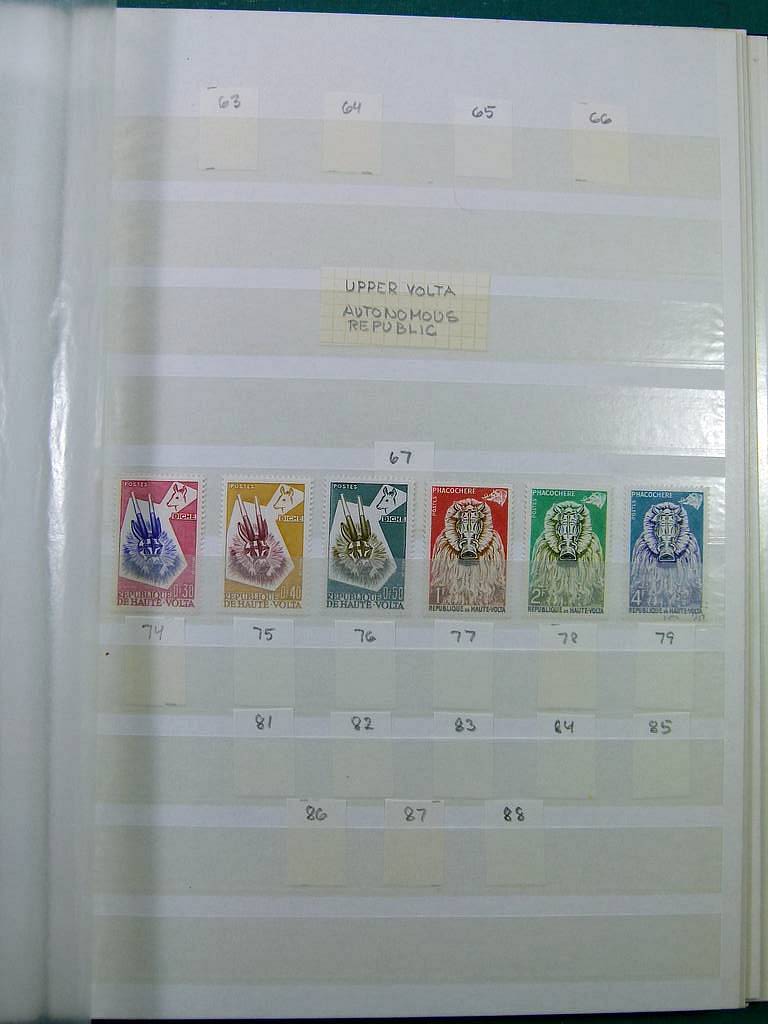 63 64 65 66
UPPER VOLTA
AUTONOMOUS
REPUBLIC
67
POSTES
BICHE
REPUBLIQUE 0F30
DE HAUTE-VOLTA
POSTES
BICHE
REPUBLIQUE 0F40
DE HAUTE-VOLTA
POSTES
BICHE
REPUBLIQUE 0F50
DE HAUTE-VOLTA
PHACOCHERE
POSTES
1F
REPUBLIQUE DE HAUTE-VOLTA
PHACOCHERE
POSTES
2F
REPUBLIQUE DE HAUTE-VOLTA
PHACOCHERE
POSTES
4F
REPUBLIQUE DE HAUTE-VOLTA
74 75 76 77 78 79
81 82 83 84 85
86 87 88